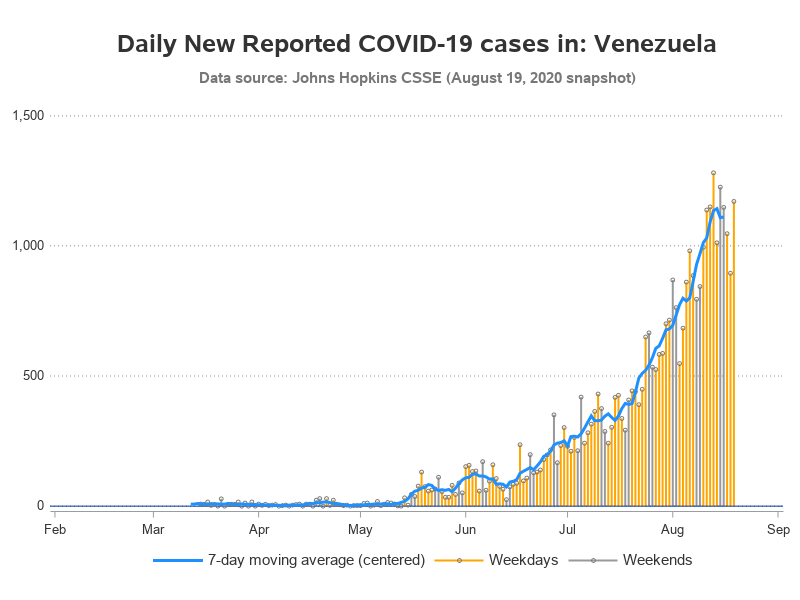 Daily New Reported COVID-19 cases in: Venezuela
Data source: Johns Hopkins CSSE (August 19, 2020 snapshot)
1,500
1,000
500
0
Feb Mar Apr May Jun Jul Aug Sep
7-day moving average (centered) Weekdays Weekends